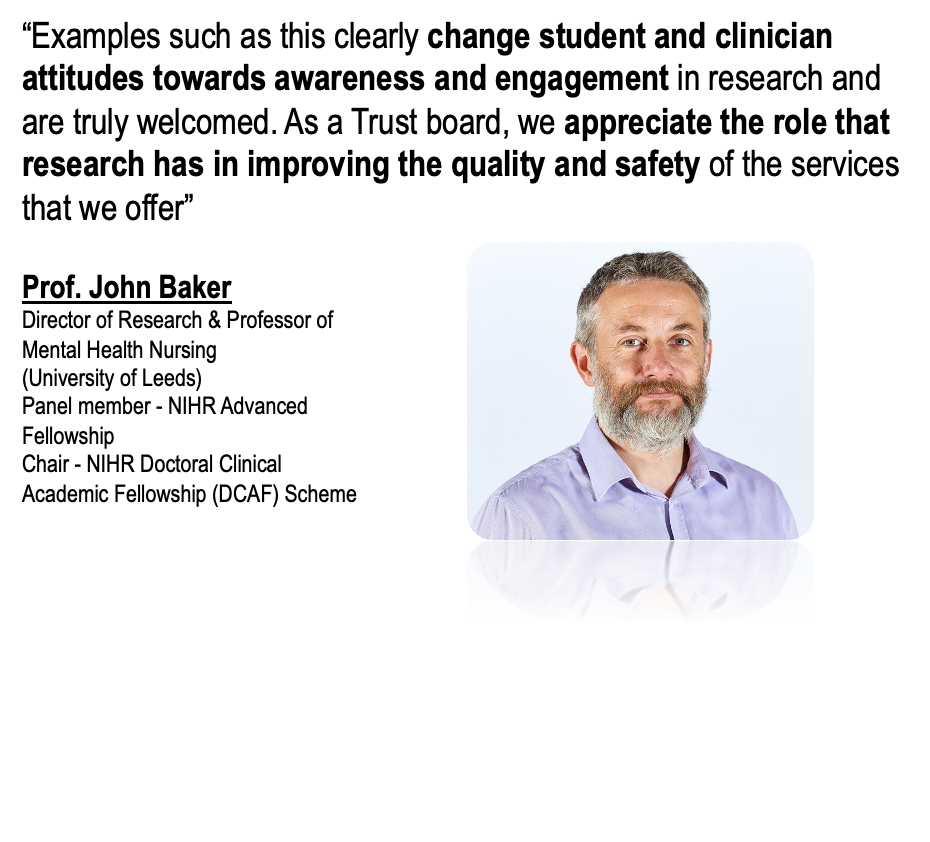 “Examples such as this clearly change student and clinician
attitudes towards awareness and engagement in research and
are truly welcomed. As a Trust board, we appreciate the role that
research has in improving the quality and safety of the services
that we offer”
Prof. John Baker
Director of Research & Professor of
Mental Health Nursing
(University of Leeds)
Panel member - NIHR Advanced
Fellowship
Chair - NIHR Doctoral Clinical
Academic Fellowship (DCAF) Scheme